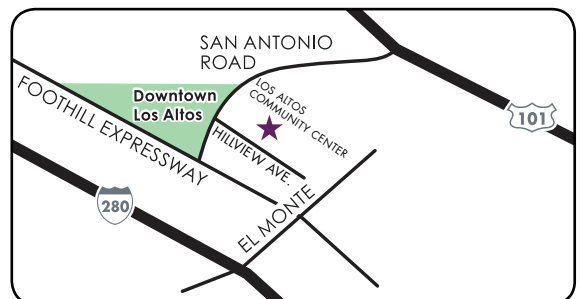 SAN ANTONIO
ROAD
Downtown
Los Altos
LOS ALTOS
COMMUNITY CENTER
FOOTHILL EXPRESSWAY
HILLVIEW AVE.
101
280
EL MONTE